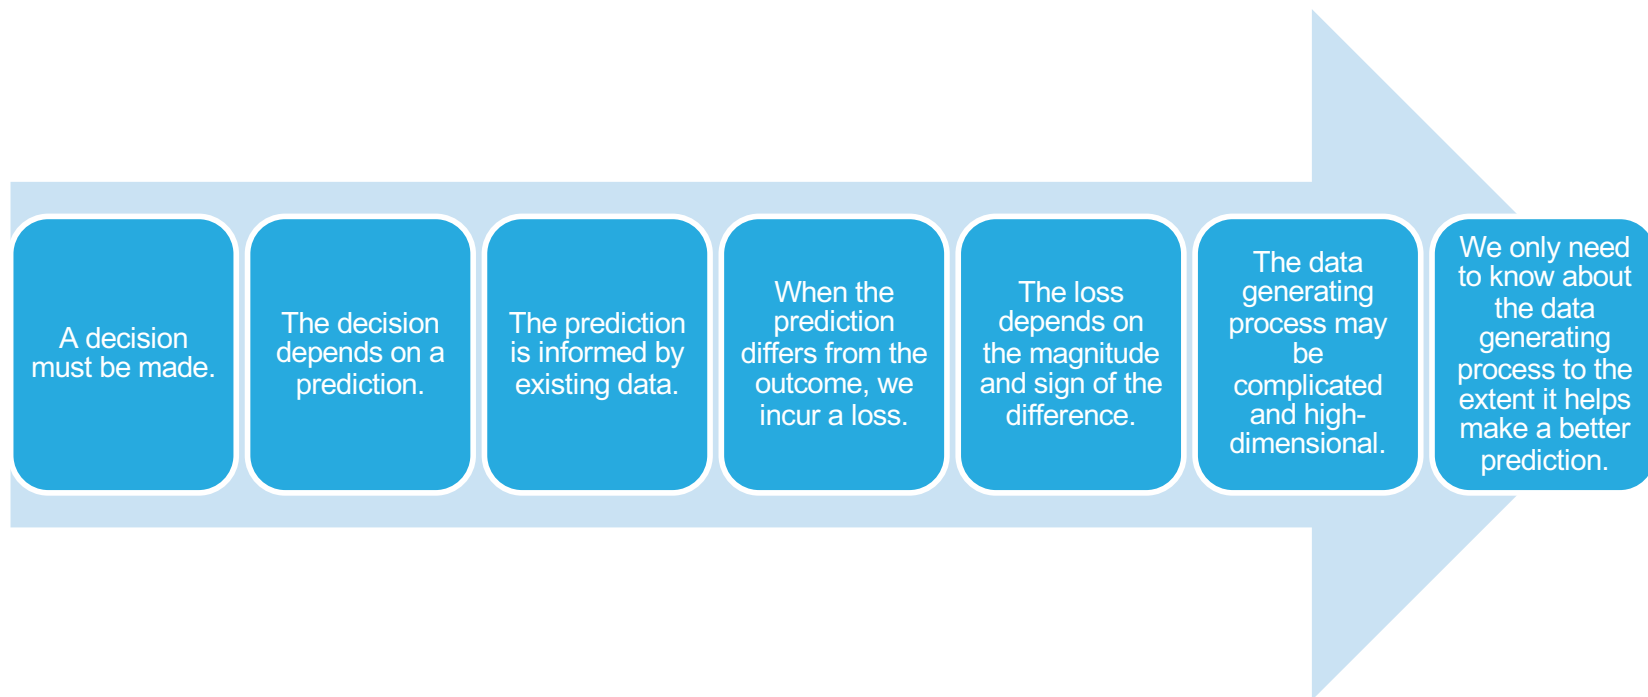 A decision
must be made.
The decision
depends on a
prediction.
The prediction
is informed by
existing data.
When the
prediction
differs from the
outcome, we
incur a loss.
The loss
depends on
the magnitude
and sign of the
difference.
The data
generating
process may
be
complicated
and high-
dimensional.
We only need
to know about
the data
generating
process to the
extent it helps
make a better
prediction.